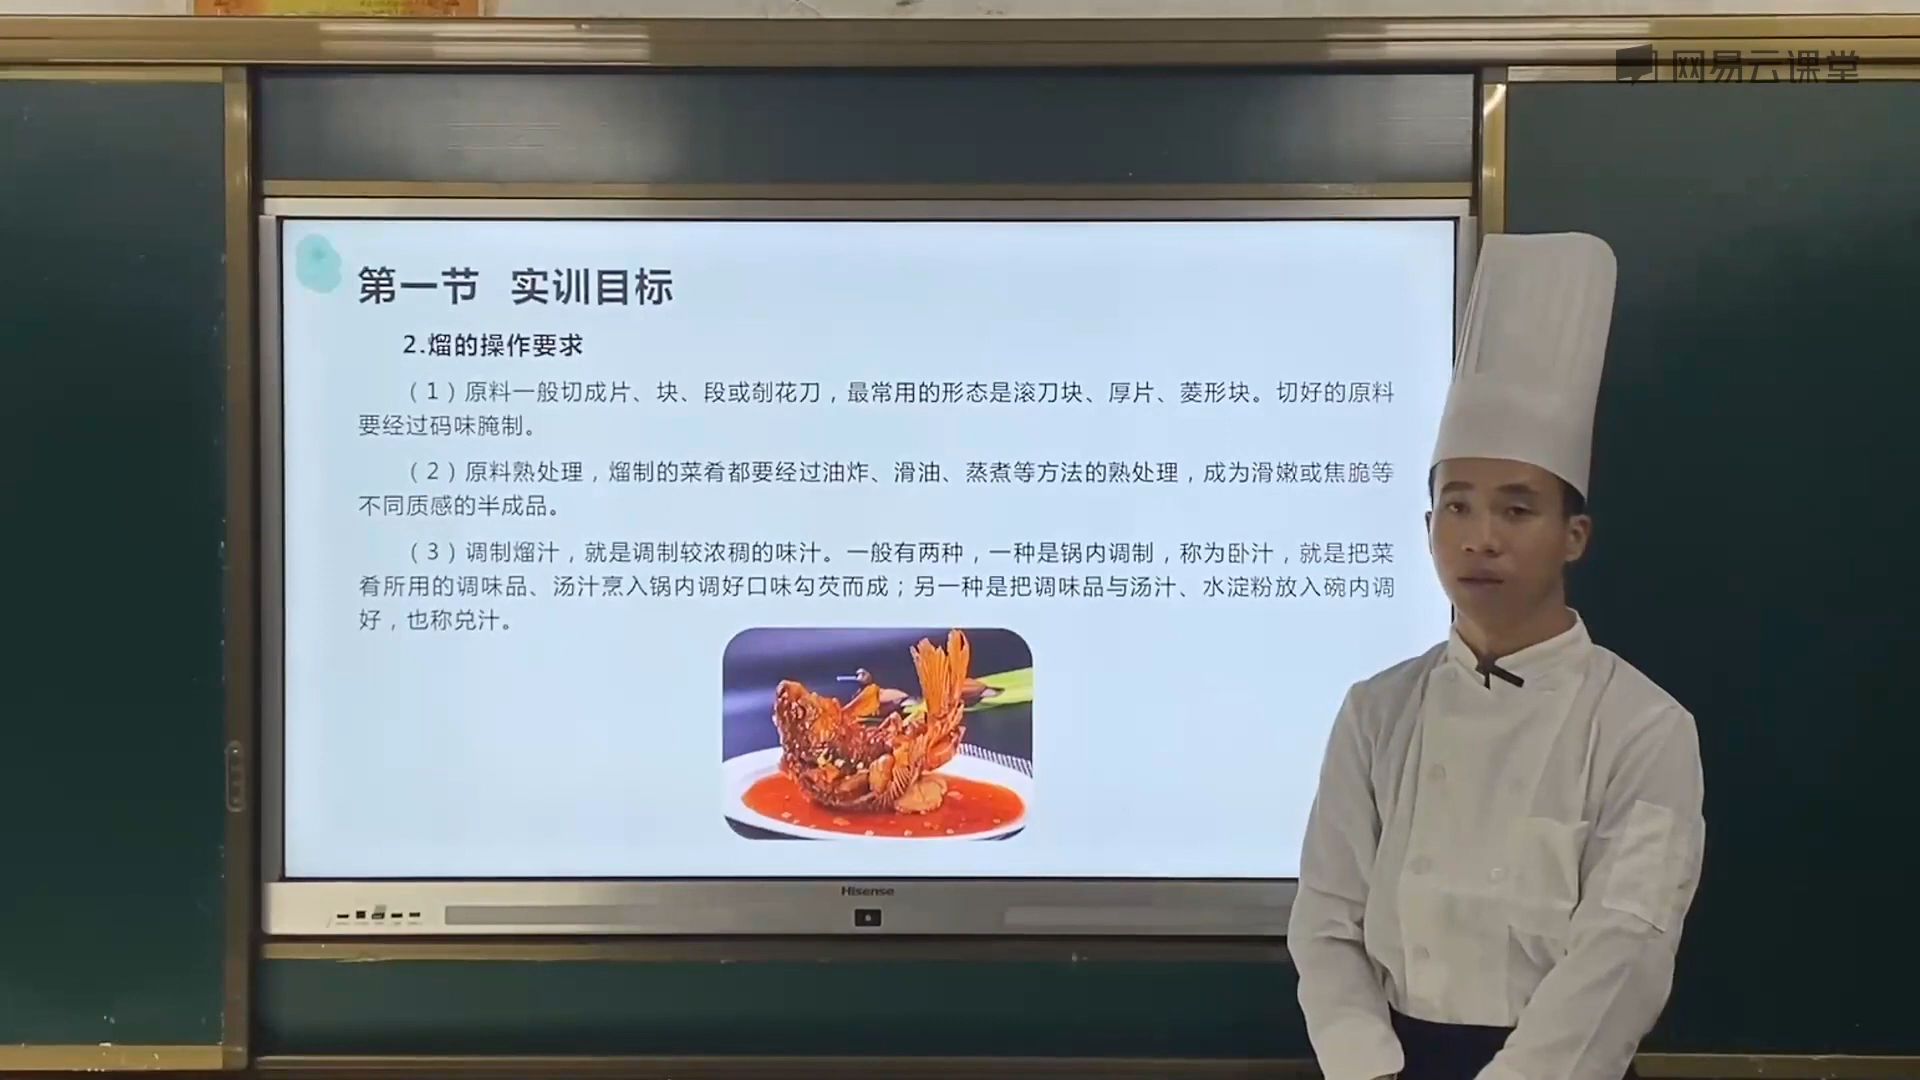 网易云课堂
第一节 实训目标
2.熘的操作要求
（1）原料一般切成片、块、段或剞花刀，最常用的形态是滚刀块、厚片、菱形块。切好的原料
要经过码味腌制。
（2）原料熟处理，熘制的菜肴都要经过油炸、滑油、蒸煮等方法的熟处理，成为滑嫩或焦脆等
不同质感的半成品。
（3）调制熘汁，就是调制较浓稠的味汁。一般有两种，一种是锅内调制，称为卧汁，就是把菜
肴所用的调味品、汤汁烹入锅内调好口味勾芡而成；另一种是把调味品与汤汁、水淀粉放入碗内调
好，也称兑汁。
Hisense